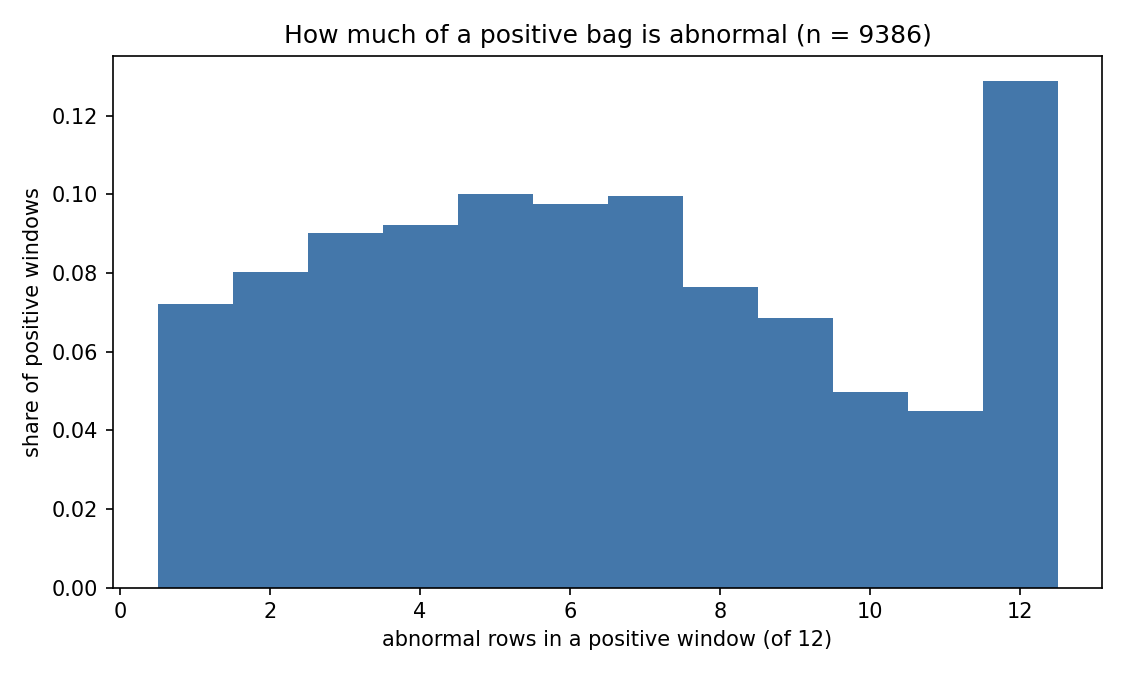 How much of a positive bag is abnormal (n = 9386)
share of positive windows
0.12
0.10
0.08
0.06
0.04
0.02
0.00
0 2 4 6 8 10 12
abnormal rows in a positive window (of 12)